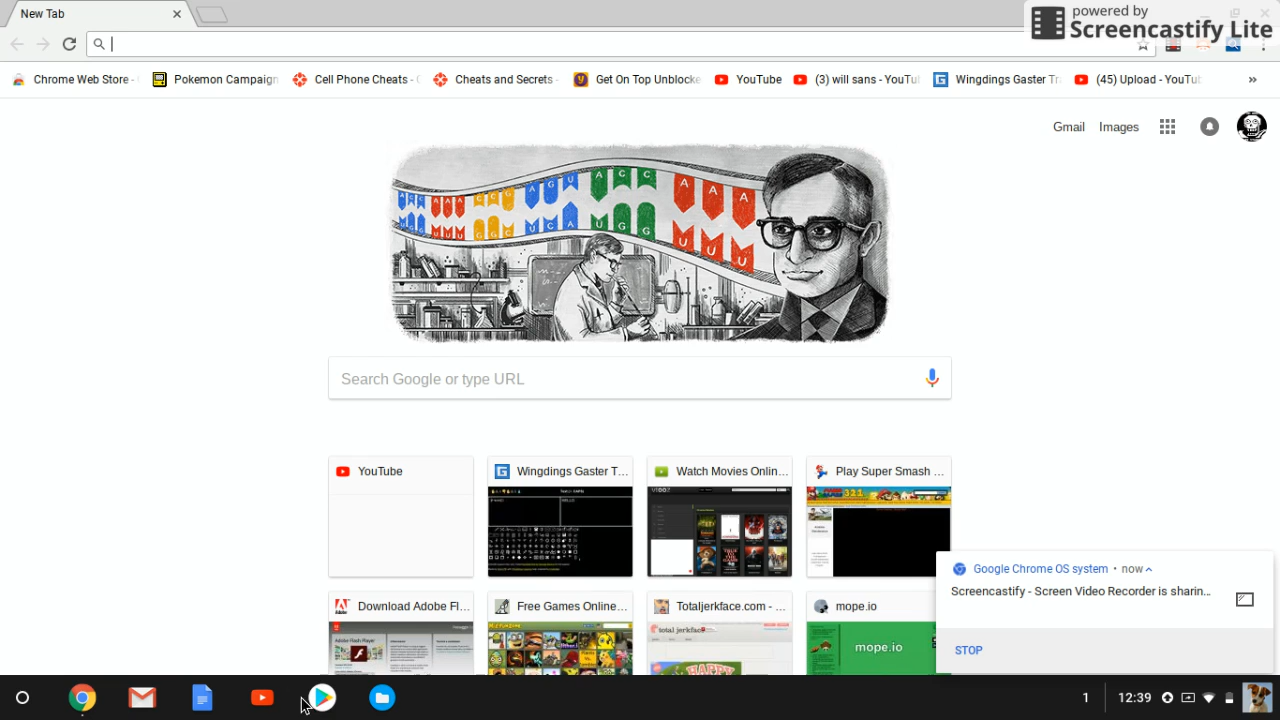 New Tab
powered by
Screencastify Lite
Chrome Web Store -
Pokemon Campaign
Cell Phone Cheats -
Cheats and Secrets -
Get On Top Unblocke
YouTube
(3) will sans - YouTu
Wingdings Gaster Tr
(45) Upload - YouTub
»
Gmail
Images
A G C A A A G C G A G U A G C A A A
U U U G G C U C A U G G U U U
Search Google or type URL
YouTube
Wingdings Gaster T...
Watch Movies Onlin...
Play Super Smash ...
Download Adobe Fl...
Free Games Online...
Totaljerkface.com - ...
mope.io
total jerkface
mope.io
Google Chrome OS system • now
Screencastify - Screen Video Recorder is sharin...
STOP
1
12:39